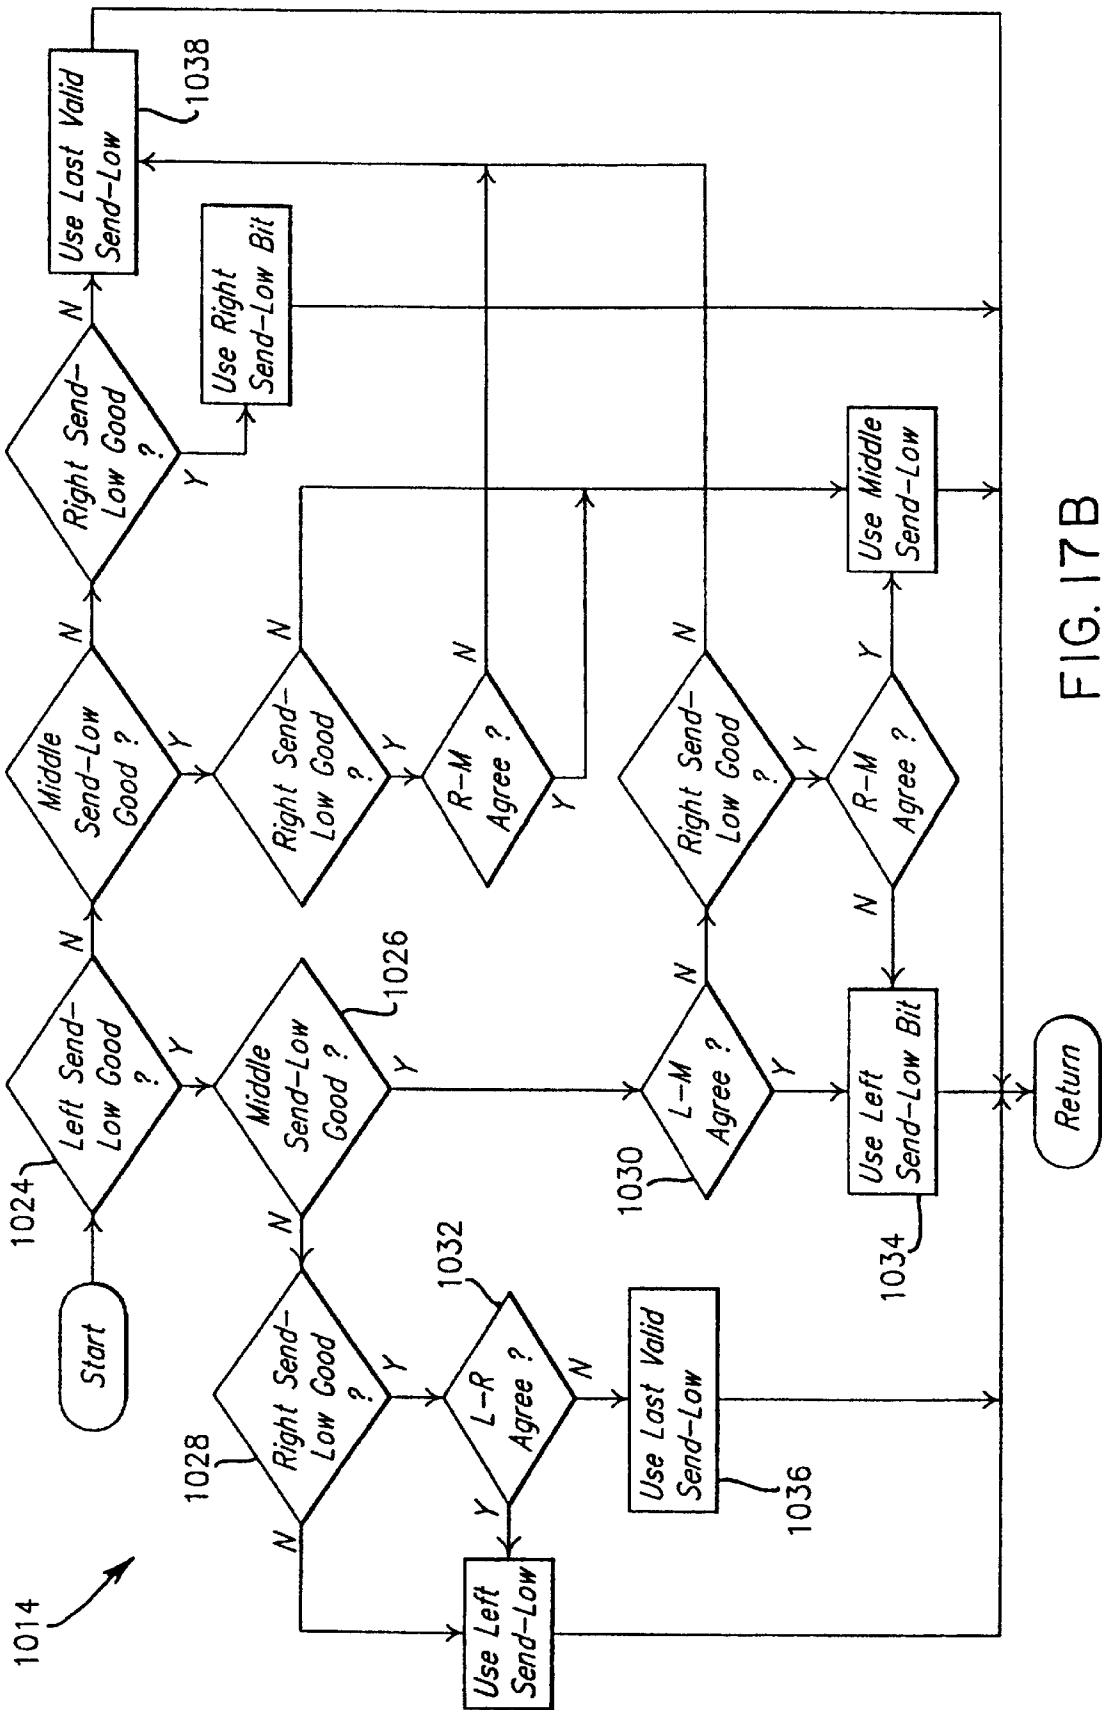 1014
Start
1024
Left Send-
Low Good
?
N
Y
Middle
Send-Low
Good ?
N
Y
Right Send-
Low Good
?
N
Y
Use Last Valid
Send-Low
1038
1028
Right Send-
Low Good
?
N
Y
N
Middle
Send-Low
Good ?
1026
Y
Right Send-
Low Good
?
N
Y
Use Right
Send-Low Bit
1032
L-R
Agree ?
Y
N
R-M
Agree ?
N
Y
Use Left
Send-Low
Use Last Valid
Send-Low
1036
1030
L-M
Agree ?
N
Y
Right Send-
Low Good
?
N
Y
Use Left
Send-Low Bit
1034
N
R-M
Agree ?
Y
Use Middle
Send-Low
Return
FIG. 17B